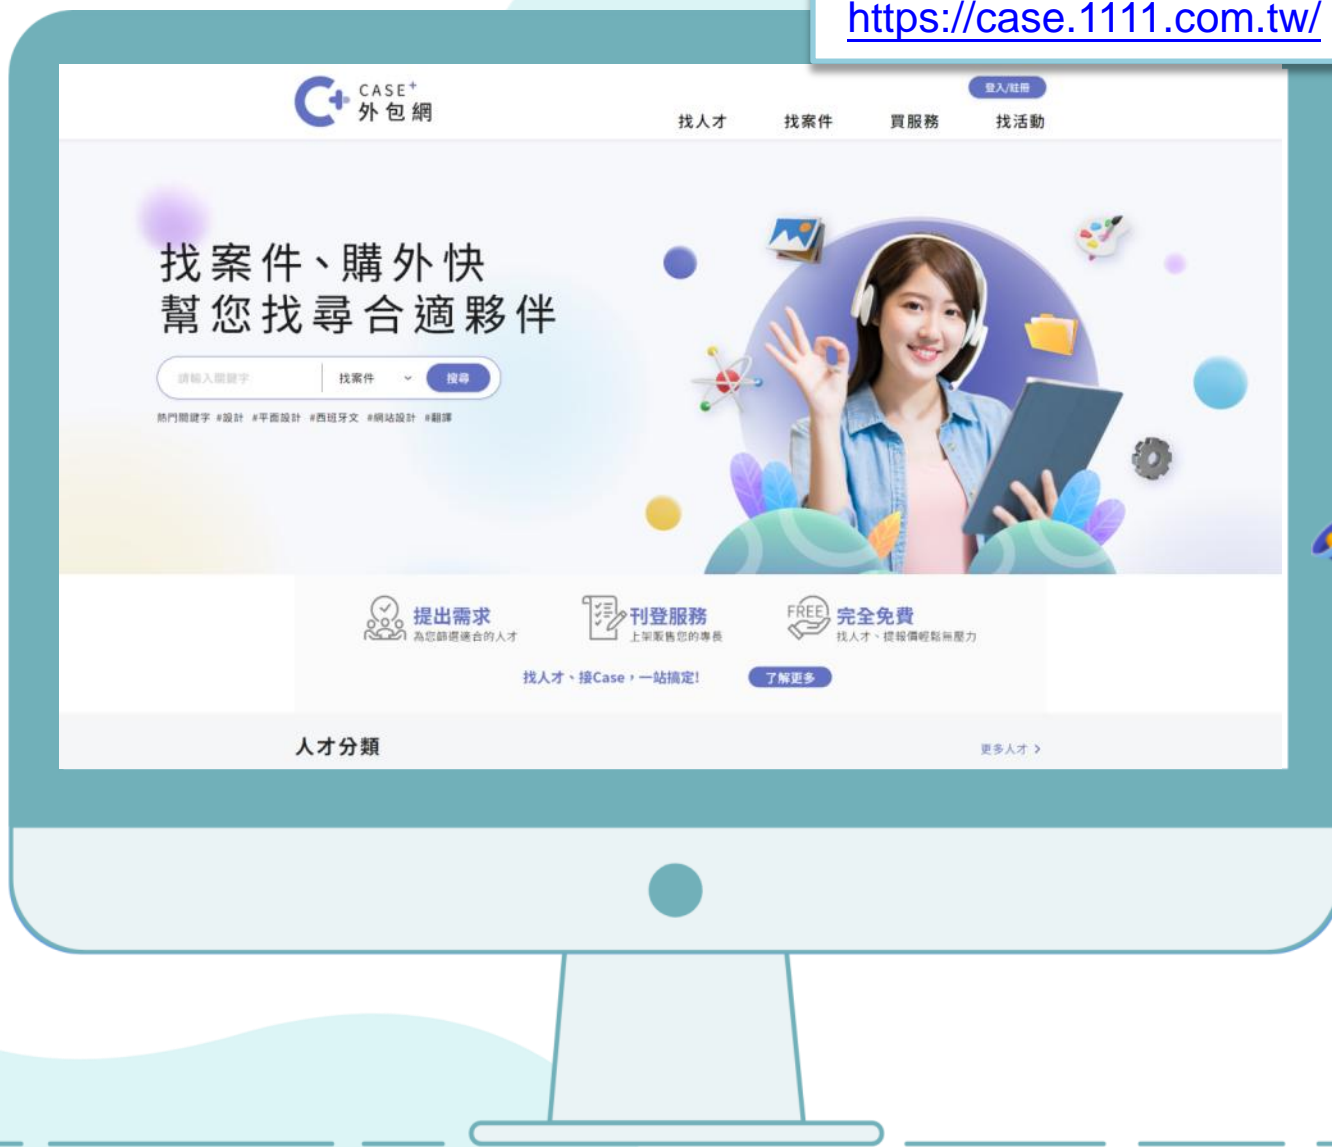 https://case.1111.com.tw/
CASE+
外包網
登入/註冊
找人才 找案件 買服務 找活動
找案件、購外快
幫您找尋合適夥伴
請輸入關鍵字 找案件 搜尋
熱門關鍵字 #設計 #平面設計 #西班牙文 #網站設計 #翻譯
提出需求
為您篩選適合的人才
刊登服務
上架販售您的專長
FREE
完全免費
找人才、提報價輕鬆無壓力
找人才、接Case，一站搞定! 了解更多
人才分類 更多人才 >